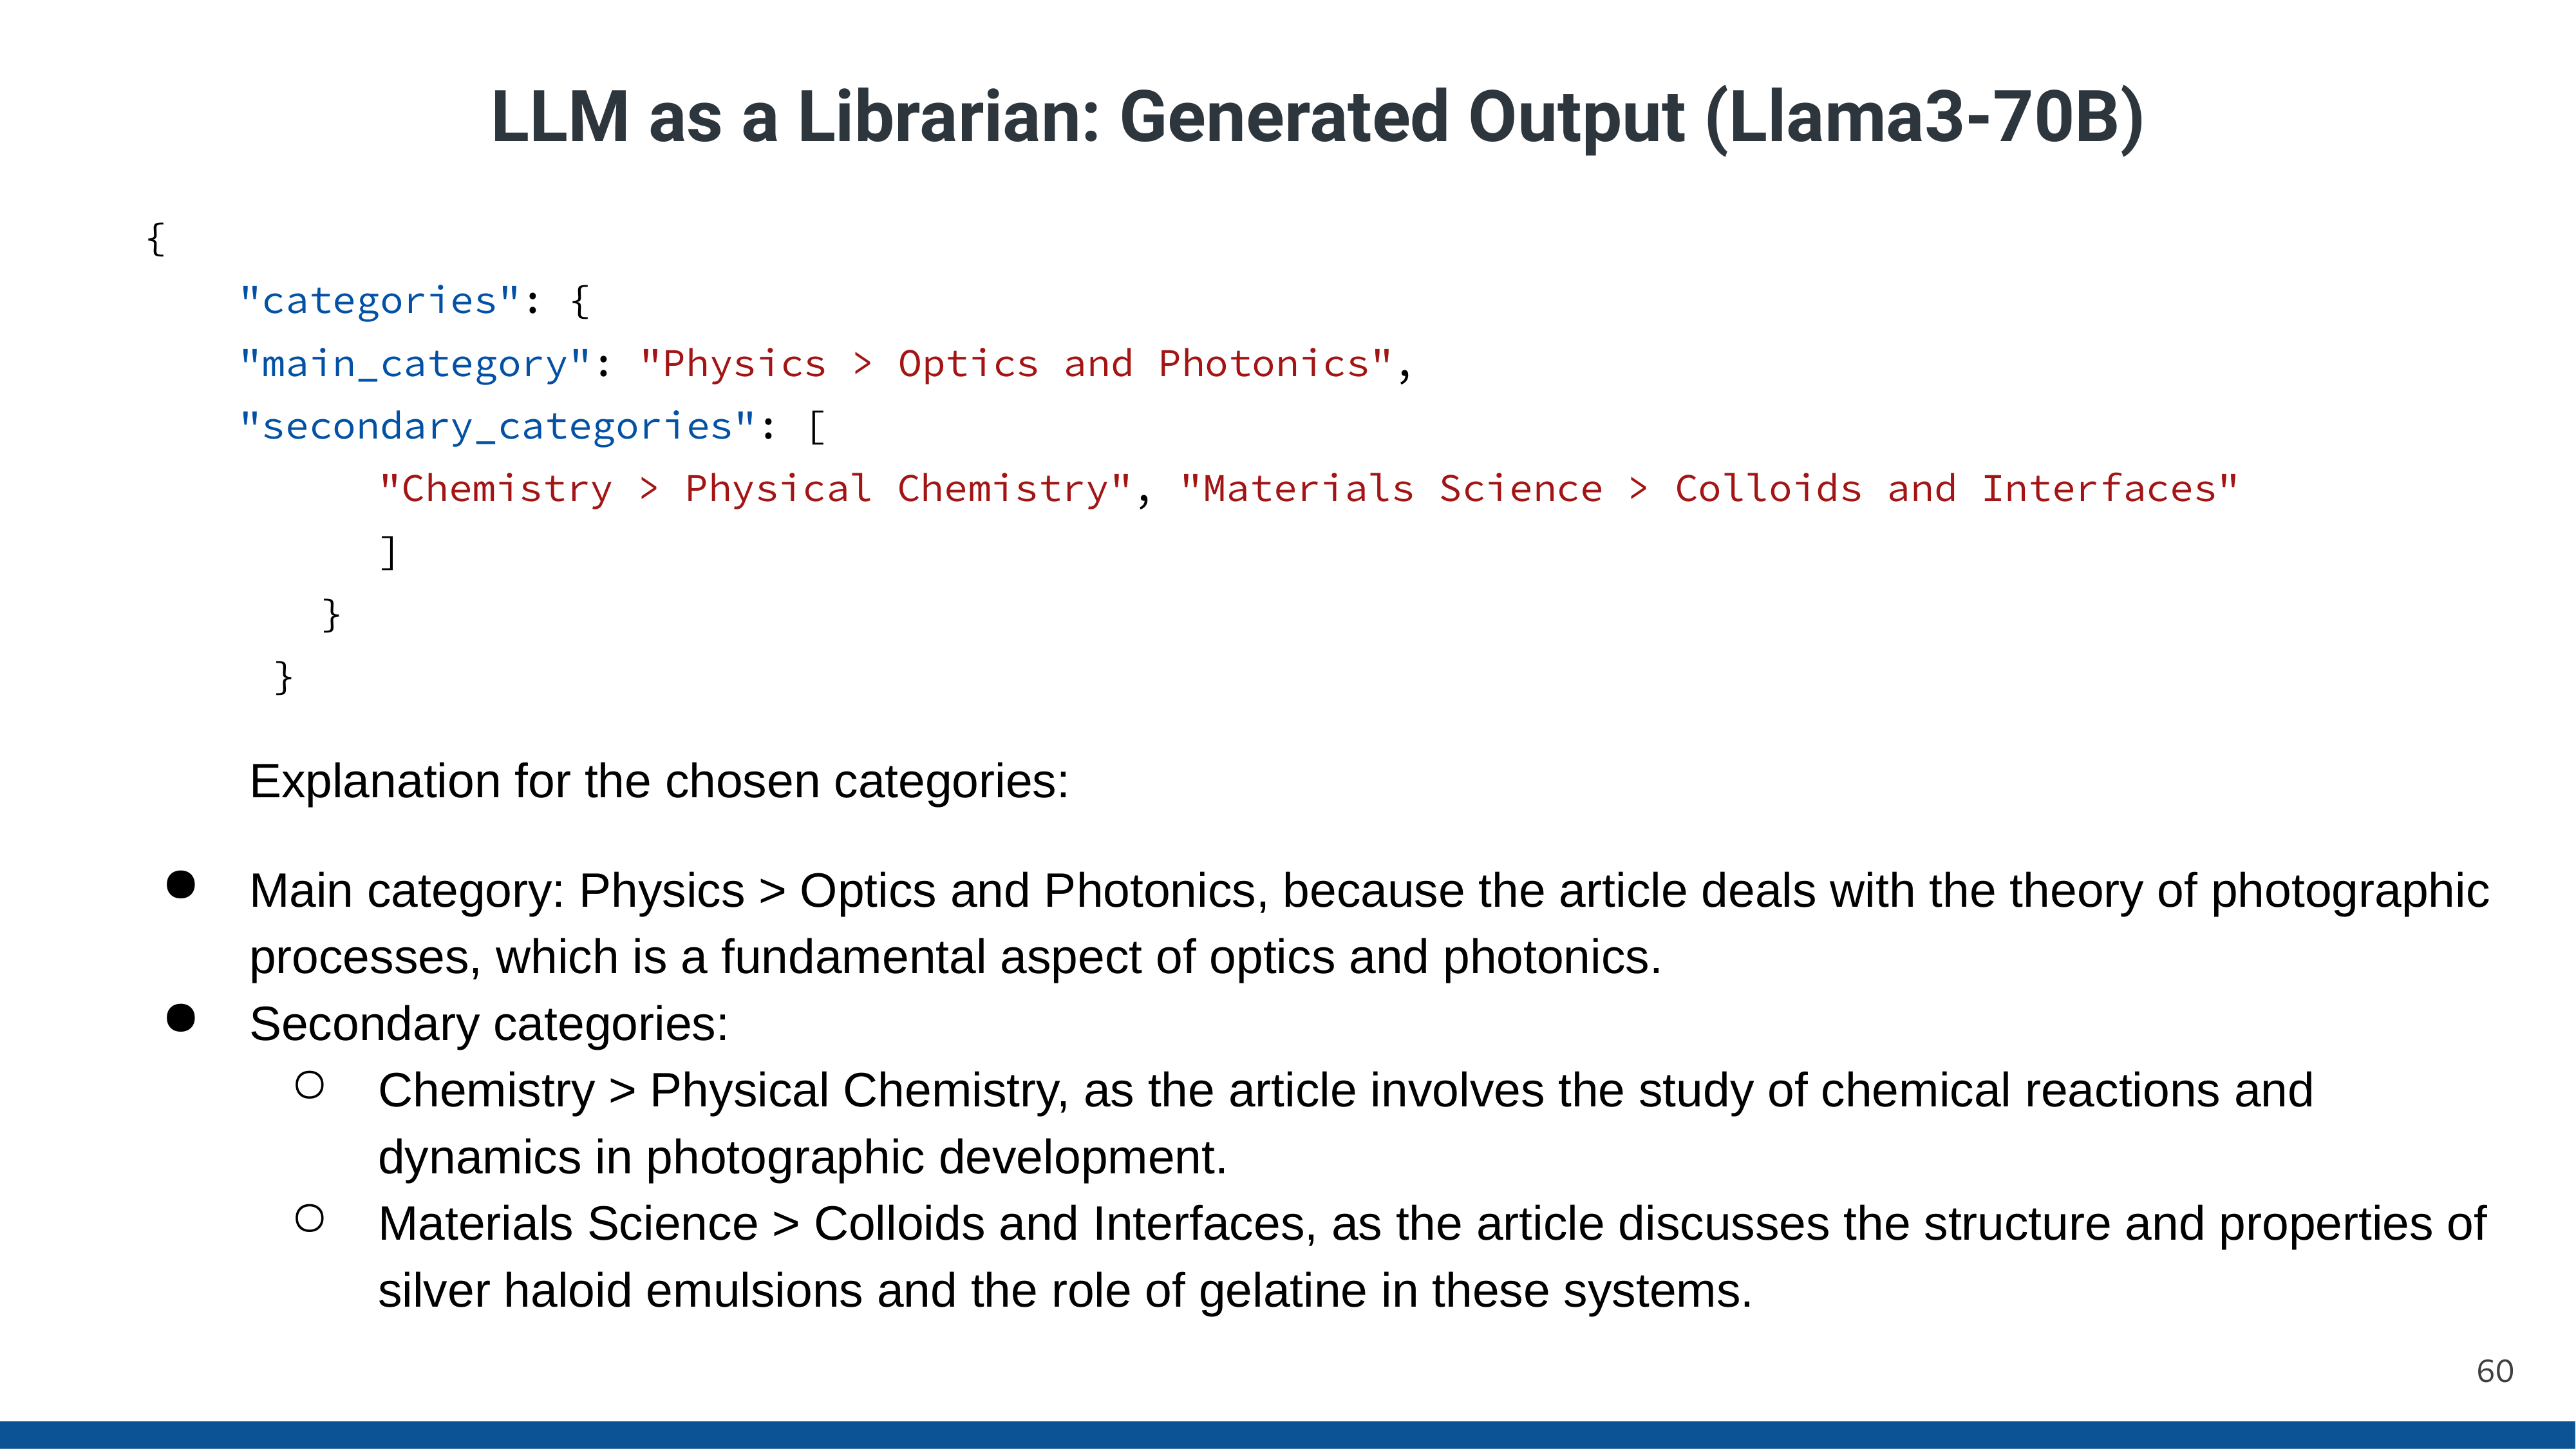 LLM as a Librarian: Generated Output (Llama3-70B)
{
"categories": {
"main_category": "Physics > Optics and Photonics",
"secondary_categories": [
"Chemistry > Physical Chemistry", "Materials Science > Colloids and Interfaces"
]
}
}
Explanation for the chosen categories:
● Main category: Physics > Optics and Photonics, because the article deals with the theory of photographic
processes, which is a fundamental aspect of optics and photonics.
● Secondary categories:
○ Chemistry > Physical Chemistry, as the article involves the study of chemical reactions and
dynamics in photographic development.
○ Materials Science > Colloids and Interfaces, as the article discusses the structure and properties of
silver haloid emulsions and the role of gelatine in these systems.
60